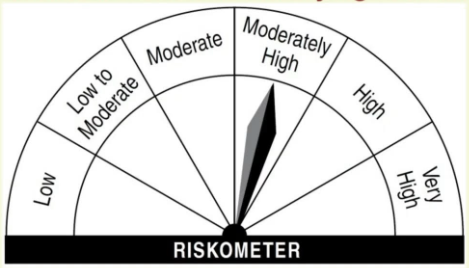 Low
Low to
Moderate
Moderate
Moderately
High
High
Very
High
RISKOMETER